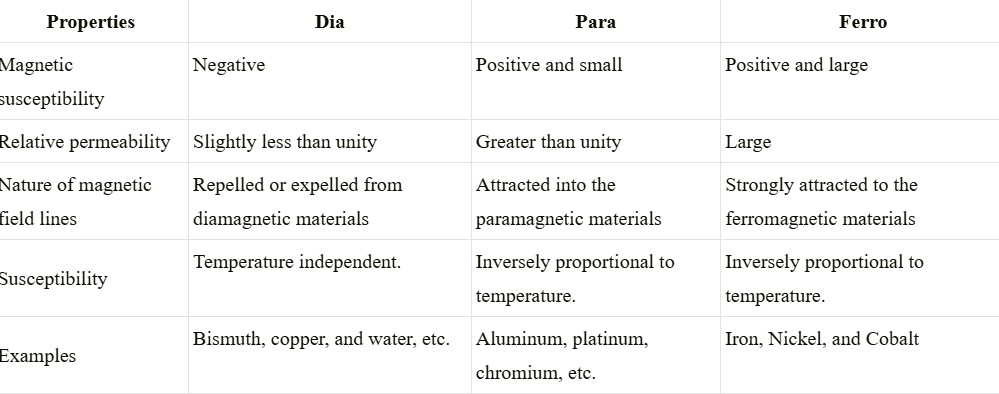 Properties Dia Para Ferro
Magnetic susceptibility Negative Positive and small Positive and large
Relative permeability Slightly less than unity Greater than unity Large
Nature of magnetic field lines Repelled or expelled from diamagnetic materials Attracted into the paramagnetic materials Strongly attracted to the ferromagnetic materials
Susceptibility Temperature independent. Inversely proportional to temperature. Inversely proportional to temperature.
Examples Bismuth, copper, and water, etc. Aluminum, platinum, chromium, etc. Iron, Nickel, and Cobalt